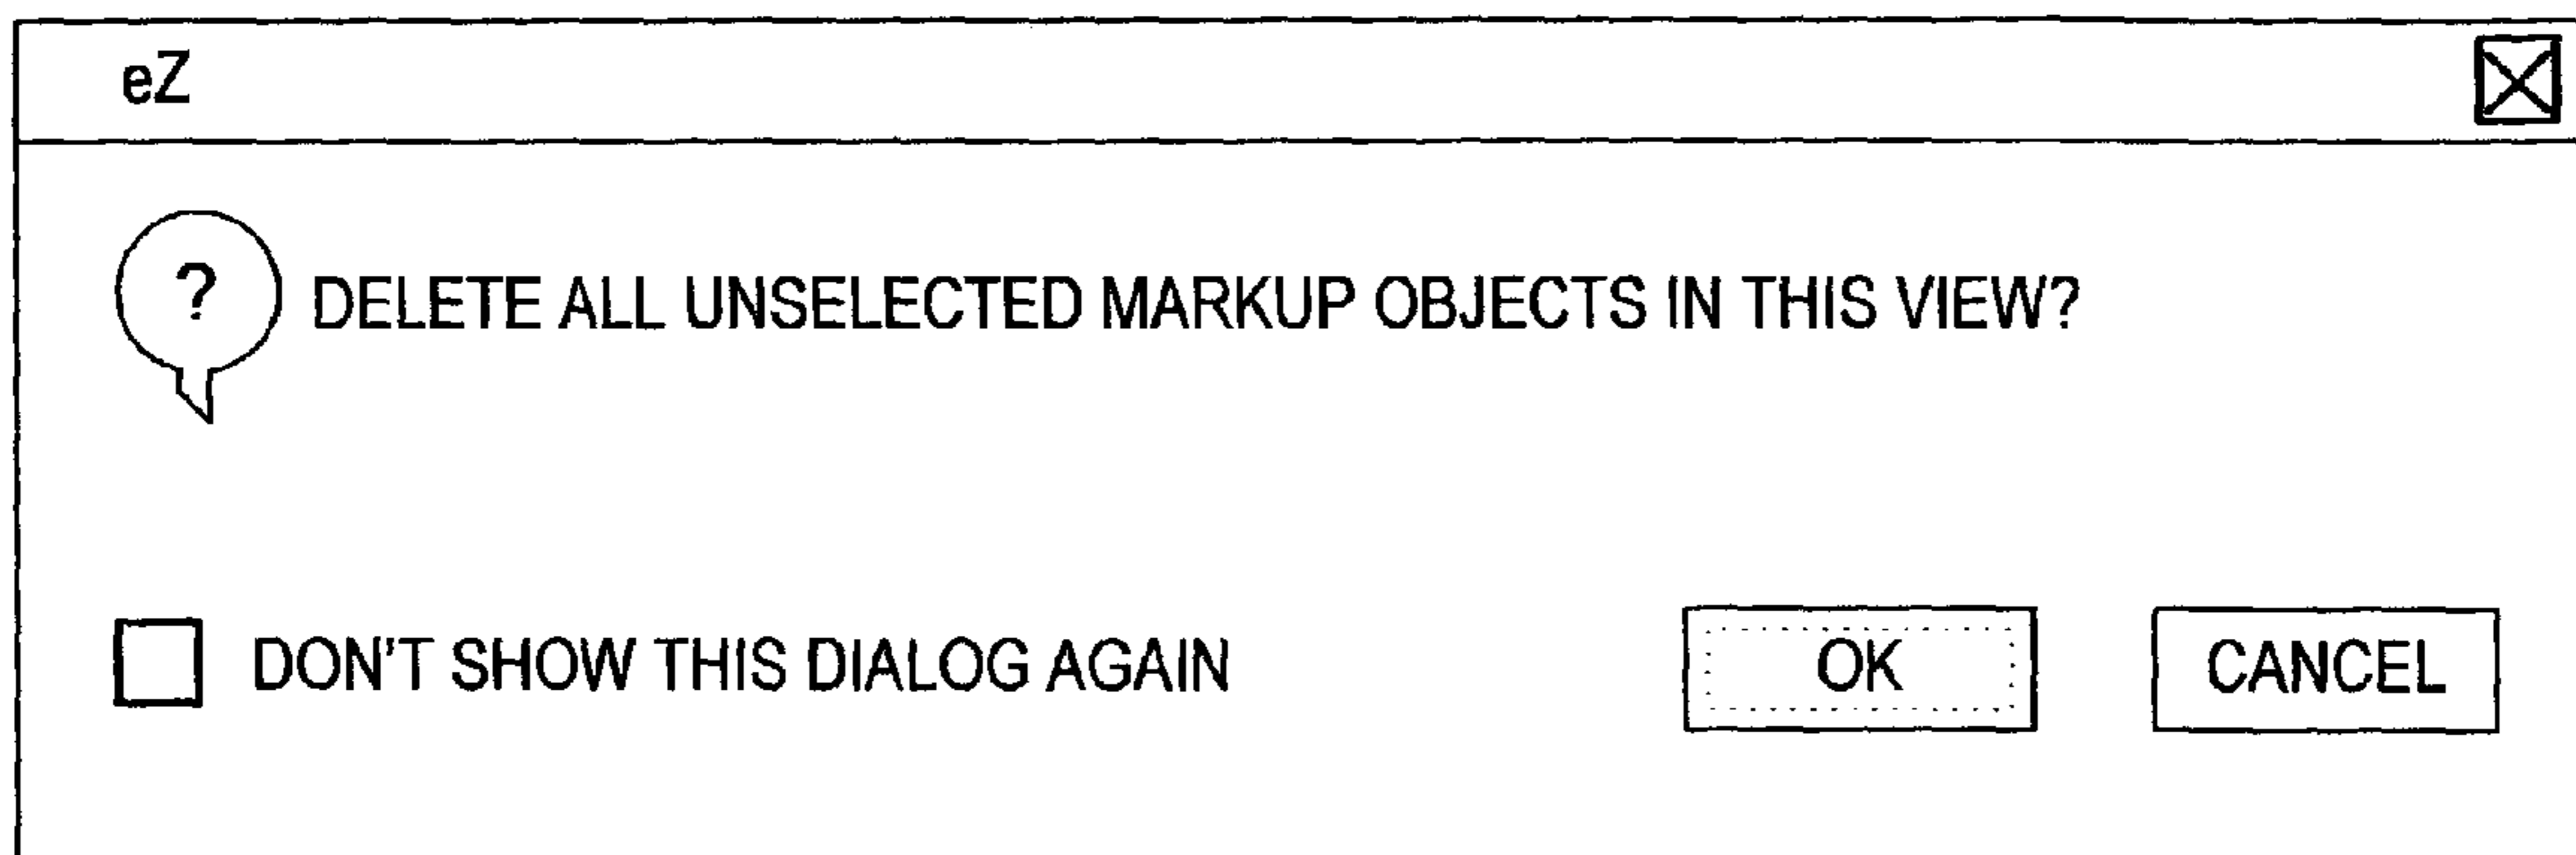 eZ
?
DELETE ALL UNSELECTED MARKUP OBJECTS IN THIS VIEW?
DON'T SHOW THIS DIALOG AGAIN
OK
CANCEL